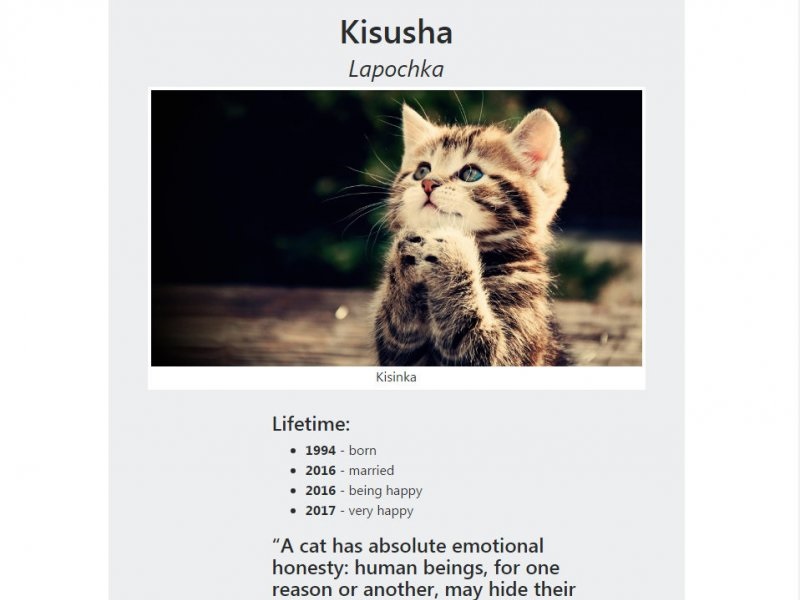 Kisusha
Lapochka
Kisinka
Lifetime:
1994 - born
2016 - married
2016 - being happy
2017 - very happy
“A cat has absolute emotional
honesty: human beings, for one
reason or another, may hide their